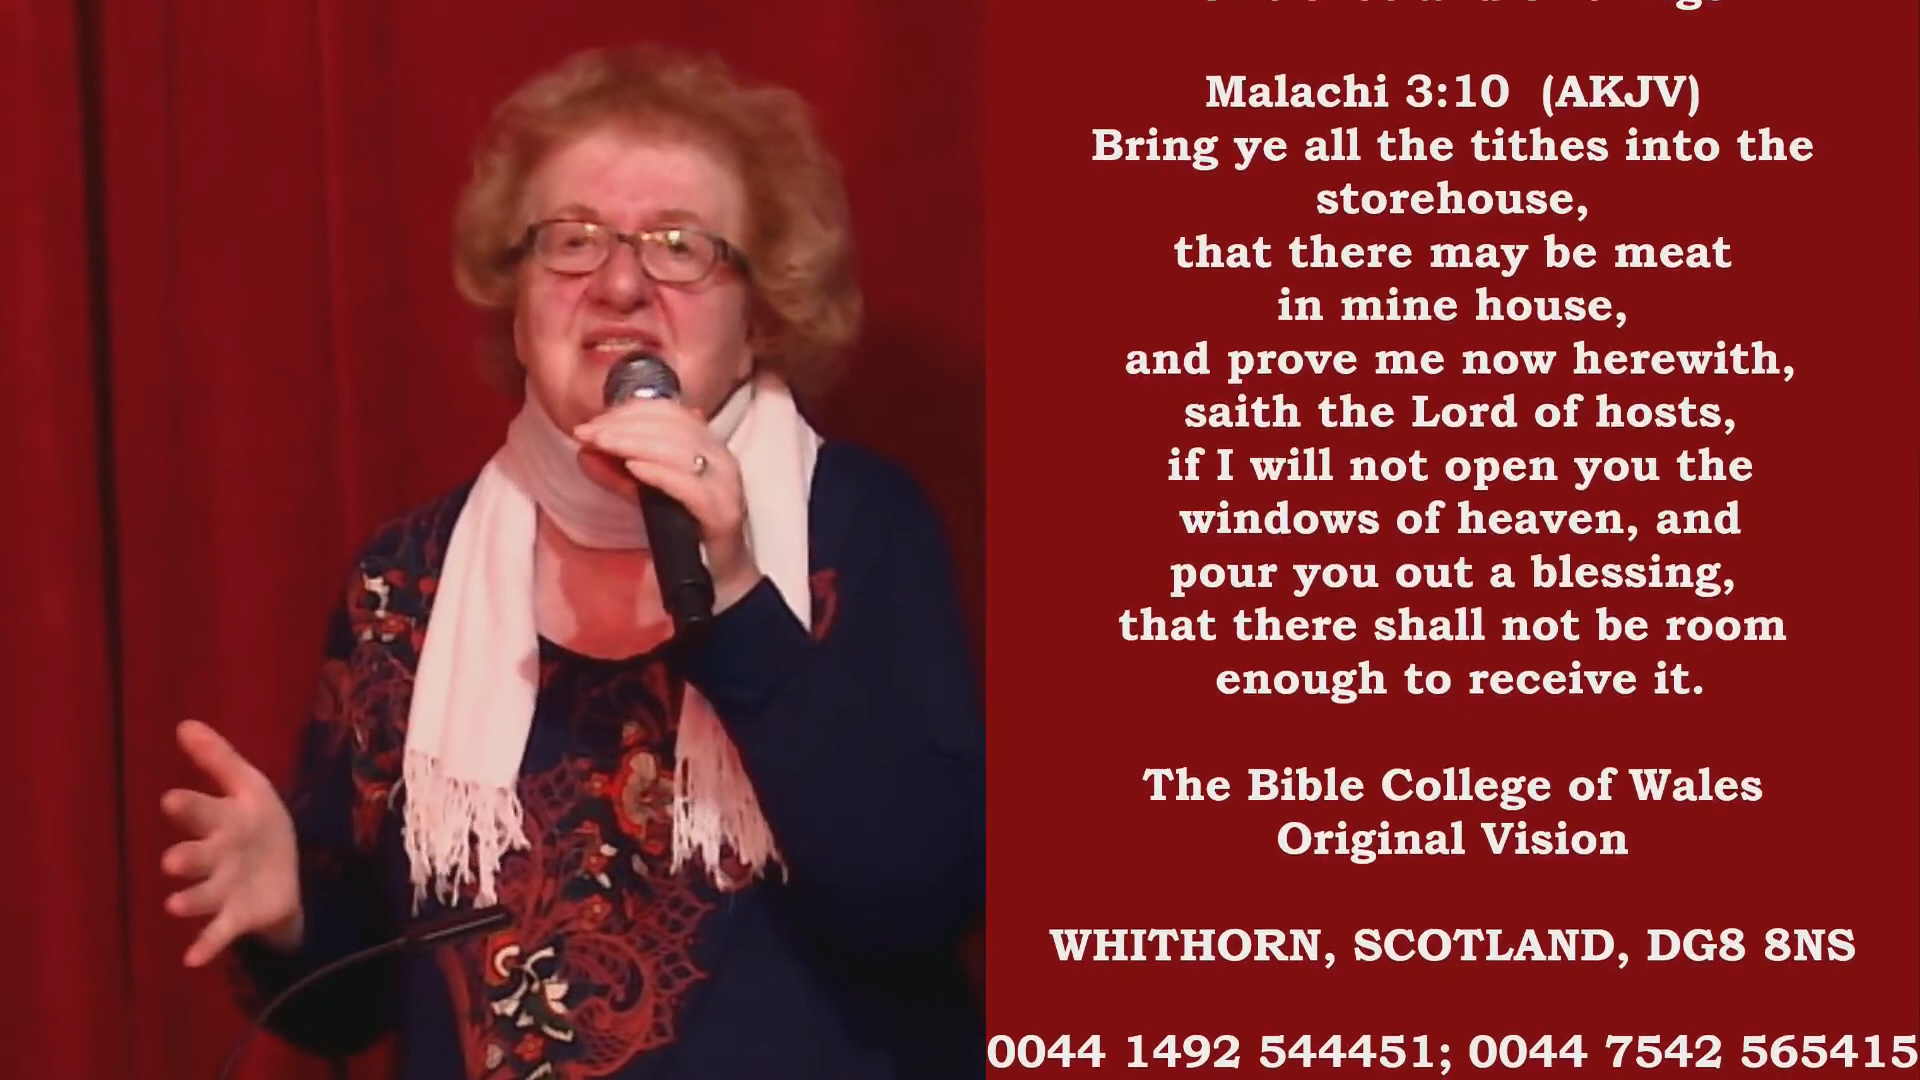 Malachi 3:10 (AKJV)
Bring ye all the tithes into the
storehouse,
that there may be meat
in mine house,
and prove me now herewith,
saith the Lord of hosts,
if I will not open you the
windows of heaven, and
pour you out a blessing,
that there shall not be room
enough to receive it.
The Bible College of Wales
Original Vision
WHITHORN, SCOTLAND, DG8 8NS
0044 1492 544451; 0044 7542 565415